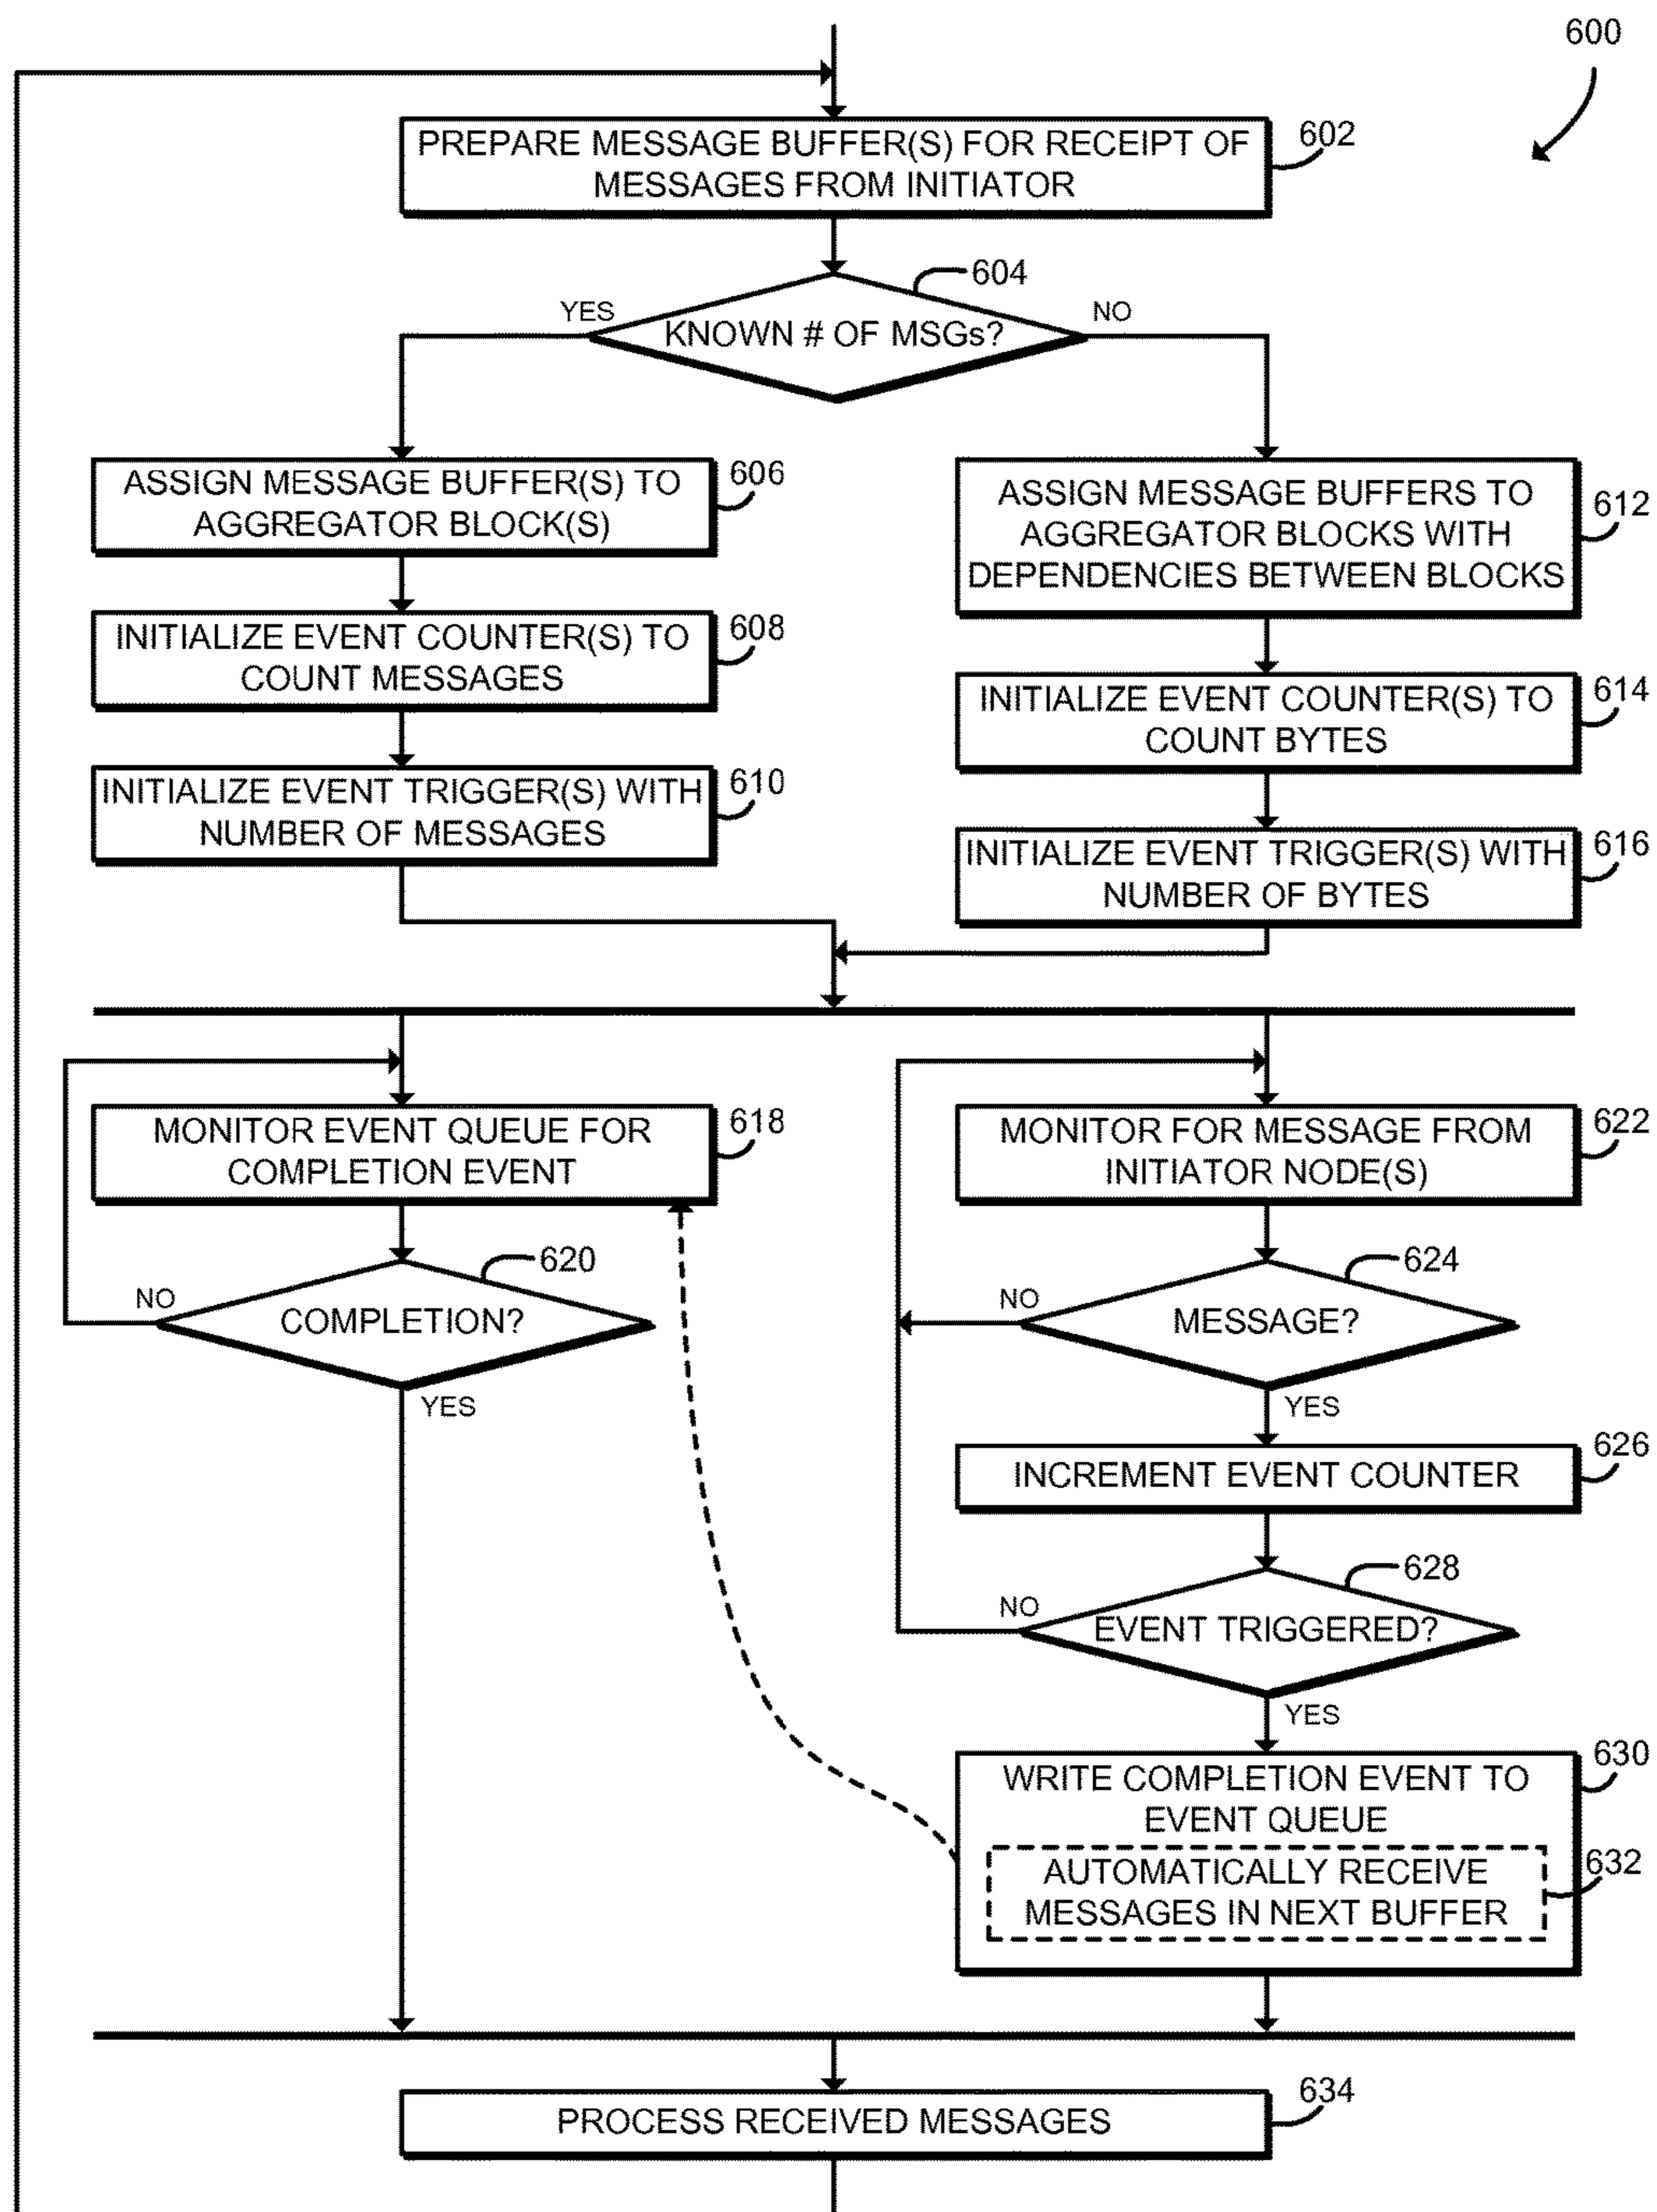 600
PREPARE MESSAGE BUFFER(S) FOR RECEIPT OF
MESSAGES FROM INITIATOR
602
604
YES
NO
KNOWN # OF MSGs?
ASSIGN MESSAGE BUFFER(S) TO
AGGREGATOR BLOCK(S)
606
INITIALIZE EVENT COUNTER(S) TO
COUNT MESSAGES
608
INITIALIZE EVENT TRIGGER(S) WITH
NUMBER OF MESSAGES
610
ASSIGN MESSAGE BUFFERS TO
AGGREGATOR BLOCKS WITH
DEPENDENCIES BETWEEN BLOCKS
612
INITIALIZE EVENT COUNTER(S) TO
COUNT BYTES
614
INITIALIZE EVENT TRIGGER(S) WITH
NUMBER OF BYTES
616
MONITOR EVENT QUEUE FOR
COMPLETION EVENT
618
620
NO
COMPLETION?
YES
MONITOR FOR MESSAGE FROM
INITIATOR NODE(S)
622
624
NO
MESSAGE?
YES
INCREMENT EVENT COUNTER
626
628
NO
EVENT TRIGGERED?
YES
WRITE COMPLETION EVENT TO
EVENT QUEUE
630
AUTOMATICALLY RECEIVE
MESSAGES IN NEXT BUFFER
632
PROCESS RECEIVED MESSAGES
634